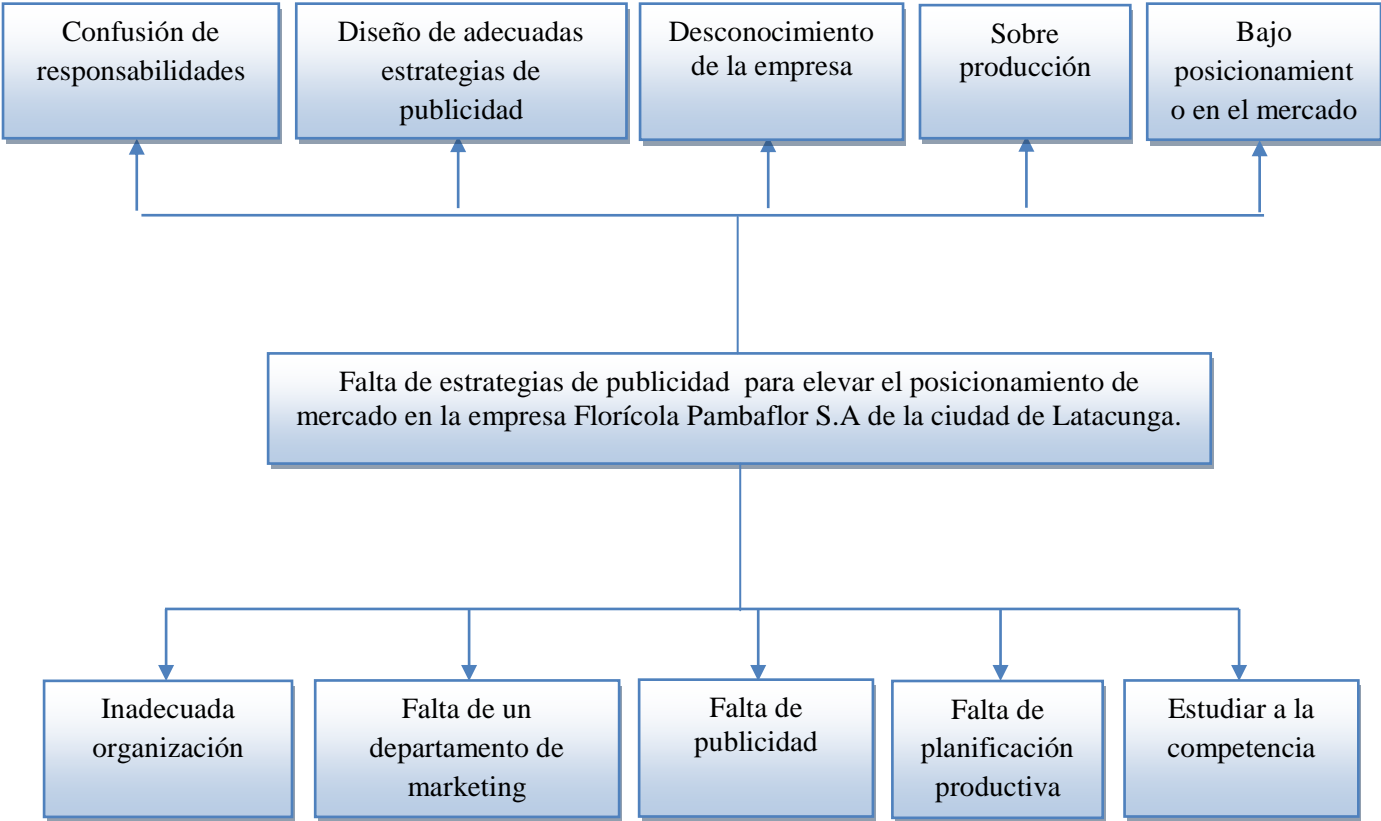 Confusión de
responsabilidades
Diseño de adecuadas
estrategias de
publicidad
Desconocimiento
de la empresa
Sobre
producción
Bajo
posicionamient
o en el mercado
Falta de estrategias de publicidad  para elevar el posicionamiento de
mercado en la empresa Florícola Pambaflor S.A de la ciudad de Latacunga.
Inadecuada
organización
Falta de un
departamento de
marketing
Falta de
publicidad
Falta de
planificación
productiva
Estudiar a la
competencia